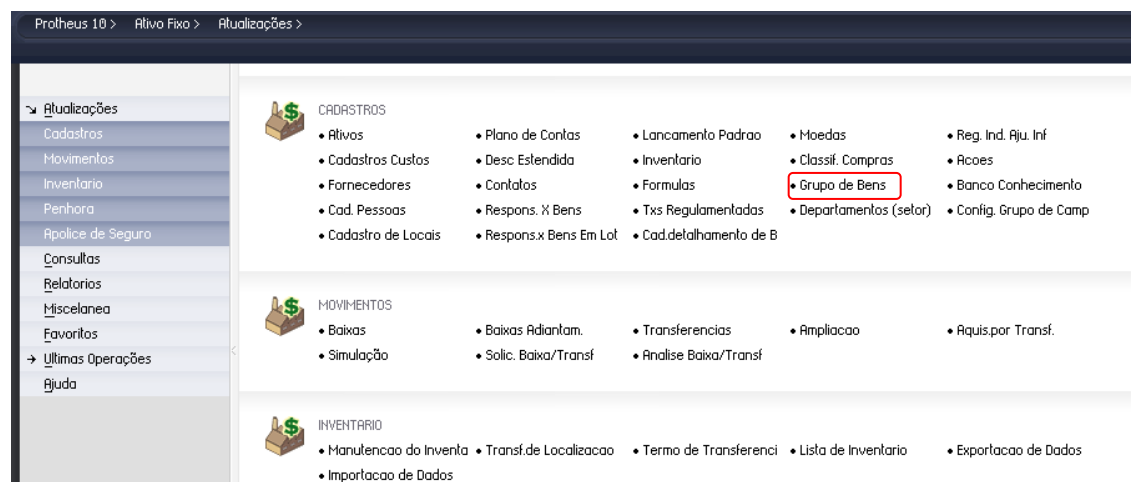 Protheus 10 > Ativo Fixo > Atualizações >
Atualizações
Cadastros
Movimentos
Inventario
Penhora
Apolice de Seguro
Consultas
Relatorios
Miscelanea
Favoritos
Ultimas Operações
Ajuda
CADASTROS
Ativos Plano de Contas Lancamento Padrao Moedas Reg. Ind. Aju. Inf
Cadastros Custos Desc Estendida Inventario Classif. Compras Acoes
Fornecedores Contatos Formulas Grupo de Bens Banco Conhecimento
Cad. Pessoas Respons. X Bens Txs Regulamentadas Departamentos (setor) Config. Grupo de Camp
Cadastro de Locais Respons.x Bens Em Lot Cad.detalhamento de B
MOVIMENTOS
Baixas Baixas Adiantam. Transferencias Ampliacao Aquis.por Transf.
Simulação Solic. Baixa/Transf Analise Baixa/Transf
INVENTARIO
Manutencao do Inventa Transf.de Localizacao Termo de Transferenci Lista de Inventario Exportacao de Dados
Importacao de Dados